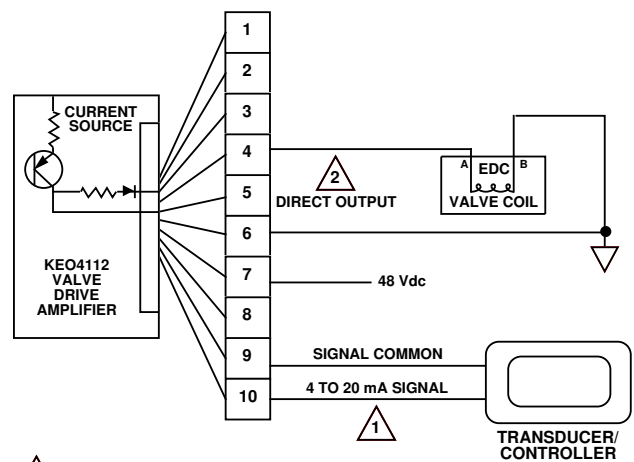 1
2
3
4
5
6
7
8
9
10
CURRENT
SOURCE
KEO4112
VALVE
DRIVE
AMPLIFIER
2
DIRECT OUTPUT
A
EDC
B
VALVE COIL
48 Vdc
SIGNAL COMMON
4 TO 20 mA SIGNAL
1
TRANSDUCER/
CONTROLLER